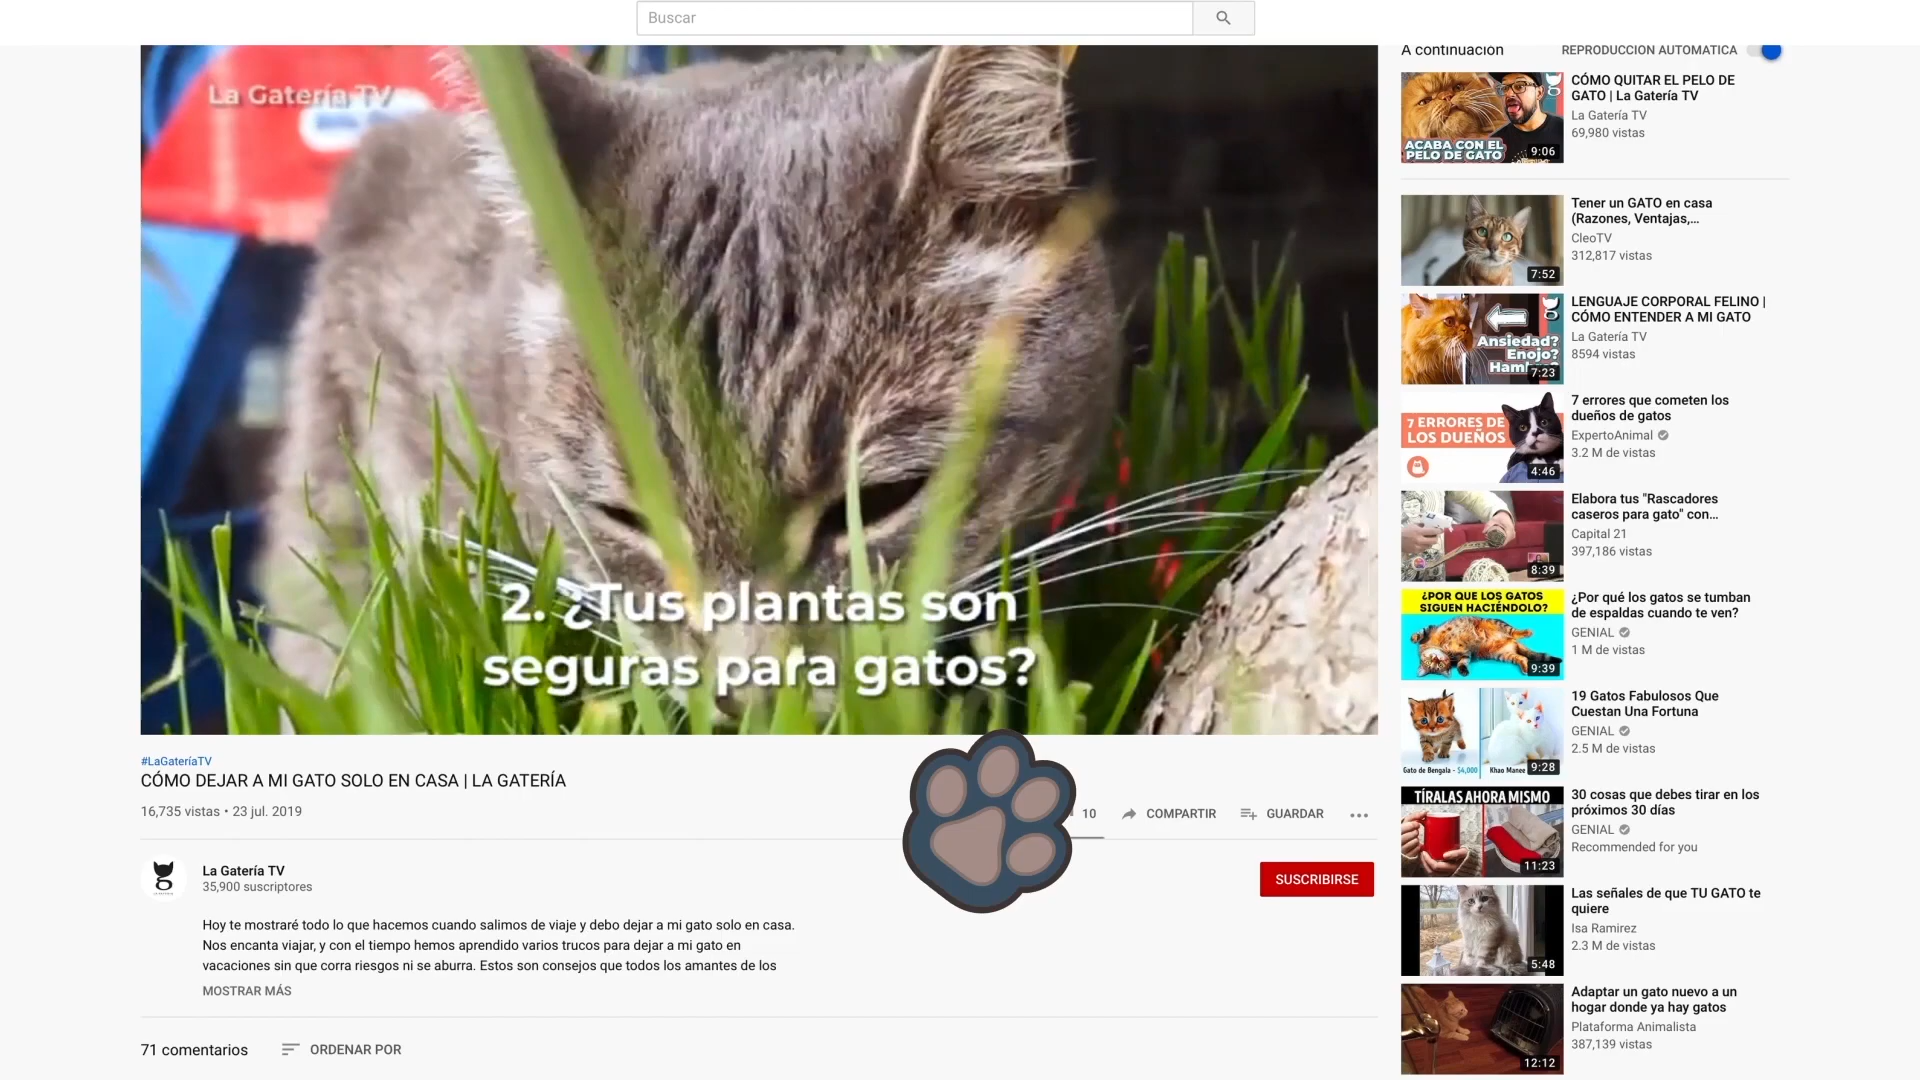 Buscar
La Gatería TV
2. ¿Tus plantas son
seguras para gatos?
#LaGateríaTV
CÓMO DEJAR A MI GATO SOLO EN CASA | LA GATERÍA
16,735 vistas • 23 jul. 2019
10
COMPARTIR
GUARDAR
La Gatería TV
35,900 suscriptores
SUSCRIBIRSE
Hoy te mostraré todo lo que hacemos cuando salimos de viaje y debo dejar a mi gato solo en casa.
Nos encanta viajar, y con el tiempo hemos aprendido varios trucos para dejar a mi gato en
vacaciones sin que corra riesgos ni se aburra. Estos son consejos que todos los amantes de los
MOSTRAR MÁS
71 comentarios
ORDENAR POR
A continuación
REPRODUCCIÓN AUTOMÁTICA
ACABA CON EL
PELO DE GATO
9:06
CÓMO QUITAR EL PELO DE
GATO | La Gatería TV
La Gatería TV
69,980 vistas
7:52
Tener un GATO en casa
(Razones, Ventajas,...
CleoTV
312,817 vistas
Ansiedad?
Enojo?
7:23
LENGUAJE CORPORAL FELINO |
CÓMO ENTENDER A MI GATO
La Gatería TV
8594 vistas
7 ERRORES DE
LOS DUEÑOS
4:46
7 errores que cometen los
dueños de gatos
ExpertoAnimal
3.2 M de vistas
8:39
Elabora tus "Rascadores
caseros para gato" con...
Capital 21
397,186 vistas
¿POR QUE LOS GATOS
SIGUEN HACIÉNDOLO?
9:39
¿Por qué los gatos se tumban
de espaldas cuando te ven?
GENIAL
1 M de vistas
Gato de Bengala - $4,000
Khao Manee
9:28
19 Gatos Fabulosos Que
Cuestan Una Fortuna
GENIAL
2.5 M de vistas
TÍRALAS AHORA MISMO
11:23
30 cosas que debes tirar en los
próximos 30 días
GENIAL
Recommended for you
5:48
Las señales de que TU GATO te
quiere
Isa Ramirez
2.3 M de vistas
12:12
Adaptar un gato nuevo a un
hogar donde ya hay gatos
Plataforma Animalista
387,139 vistas